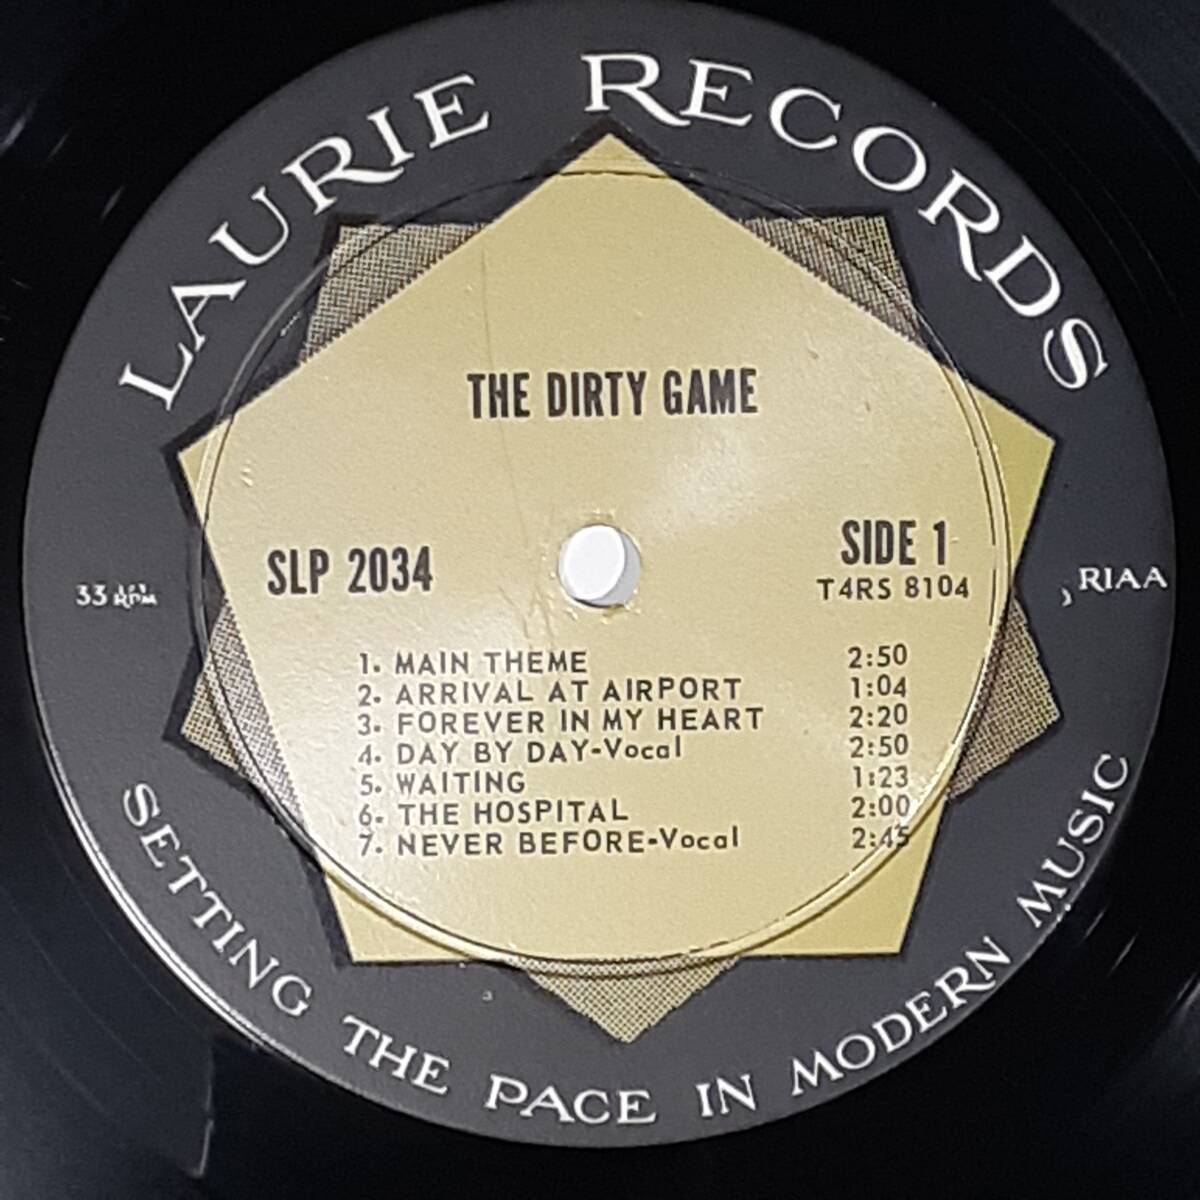 LAURIE RECORDS
THE DIRTY GAME
SLP 2034
SIDE 1
T4RS 8104
33 1/3 RPM
RIAA
1. MAIN THEME 2:50
2. ARRIVAL AT AIRPORT 1:04
3. FOREVER IN MY HEART 2:20
4. DAY BY DAY-Vocal 2:50
5. WAITING 1:23
6. THE HOSPITAL 2:00
7. NEVER BEFORE-Vocal 2:45
SETTING THE PACE IN MODERN MUSIC